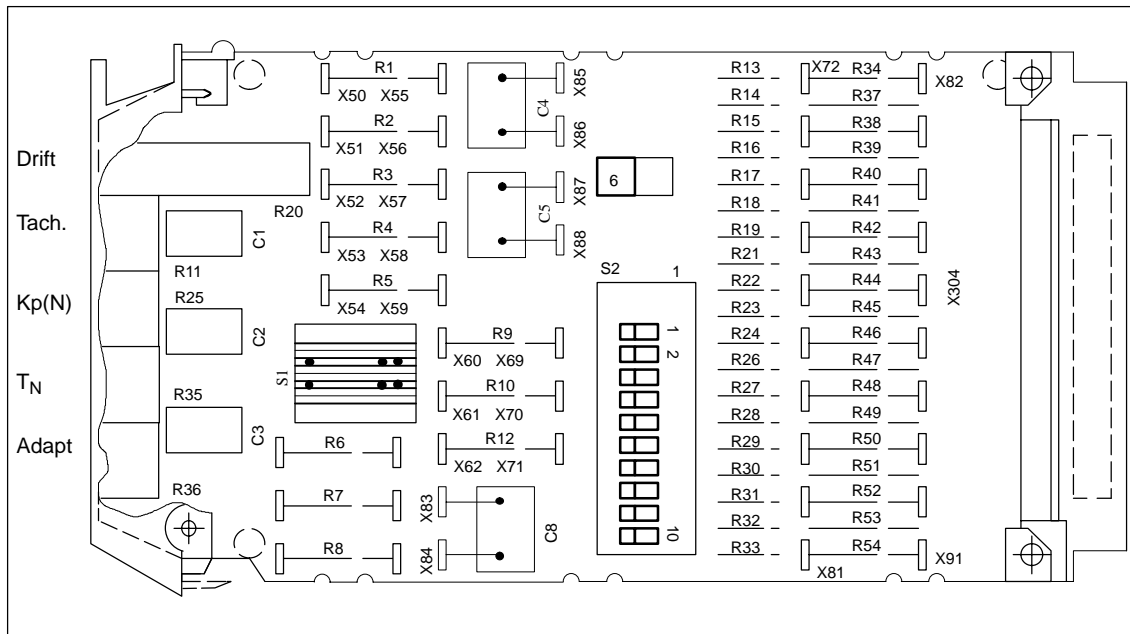 Drift
Tach.
Kp(N)
TN
Adapt
R20
C1
R11
R25
C2
R35
C3
R36
R1
X50 X55
R2
X51 X56
R3
X52 X57
R4
X53 X58
R5
X54 X59
S1
R6
R7
R8
C4
X85
X86
C5
X87
X88
R9
X60 X69
R10
X61 X70
R12
X62 X71
X83
X84
C8
6
S2 1
1
2
10
R13
R14
R15
R16
R17
R18
R19
R21
R22
R23
R24
R26
R27
R28
R29
R30
R31
R32
R33
X72 R34 X82
R37
R38
R39
R40
R41
R42
R43
R44
R45
R46
R47
R48
R49
R50
R51
R52
R53
R54
X81 X91
X304